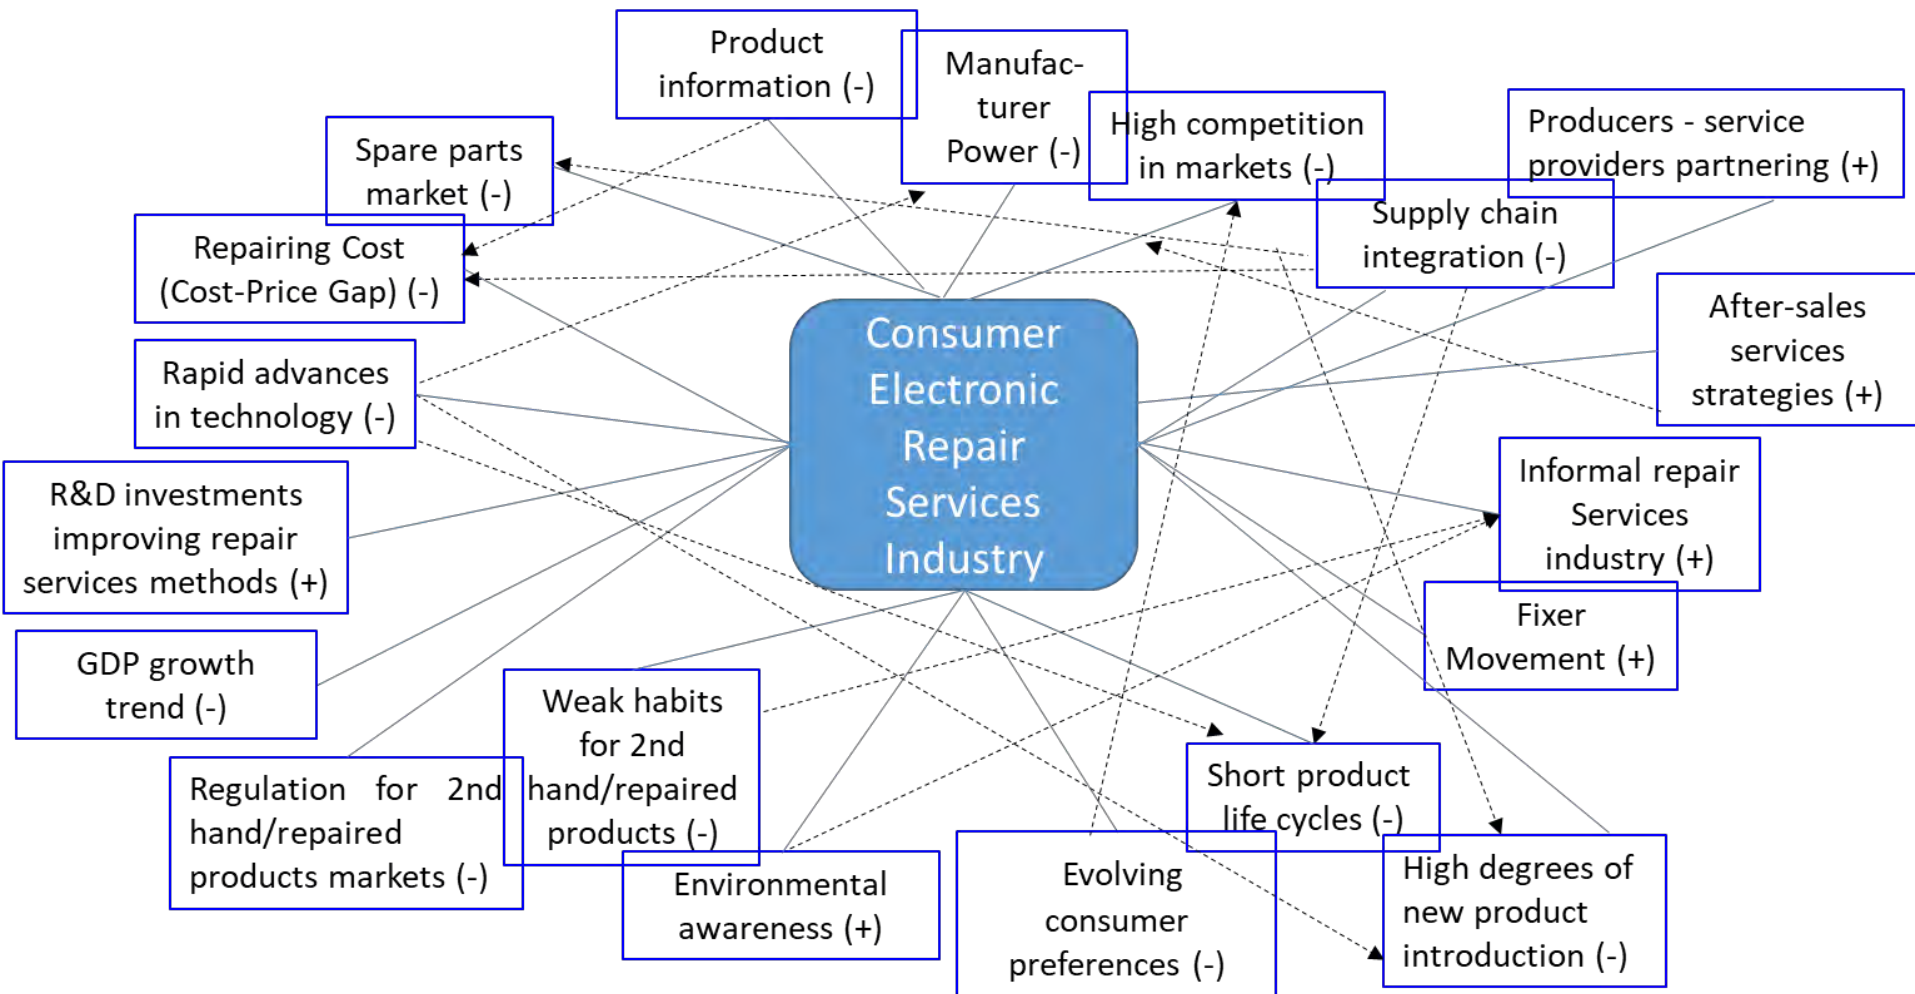 Product
information (-)
Manufac-
turer
Power (-)
High competition
in markets (-)
Producers - service
providers partnering (+)
Spare parts
market (-)
Supply chain
integration (-)
Repairing Cost
(Cost-Price Gap) (-)
After-sales
services
strategies (+)
Rapid advances
in technology (-)
Consumer
Electronic
Repair
Services
Industry
R&D investments
improving repair
services methods (+)
Informal repair
Services
industry (+)
Fixer
Movement (+)
GDP growth
trend (-)
Weak habits
for 2nd
hand/repaired
products (-)
Regulation for 2nd
hand/repaired
products markets (-)
Short product
life cycles (-)
Environmental
awareness (+)
Evolving
consumer
preferences (-)
High degrees of
new product
introduction (-)